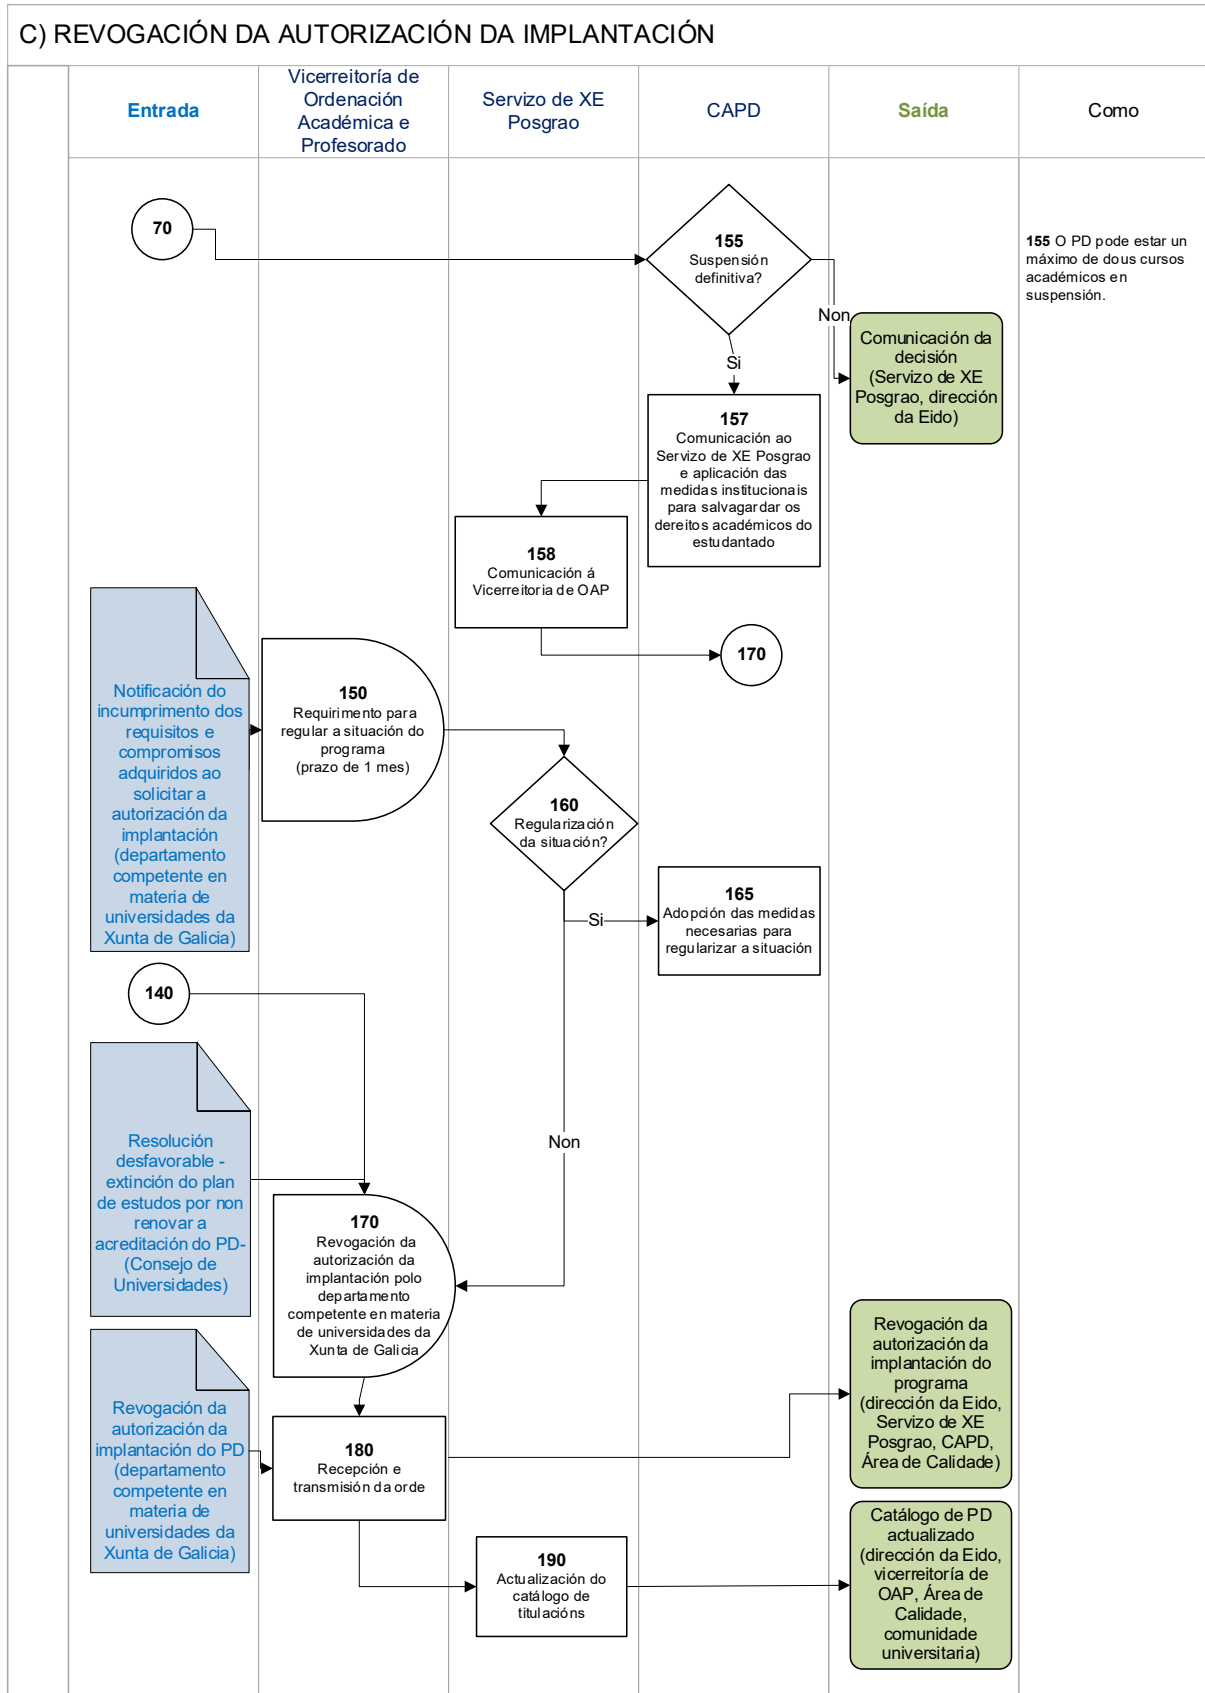 C) REVOGACIÓN DA AUTORIZACIÓN DA IMPLANTACIÓN
Entrada
Vicerreitoría de
Ordenación
Académica e
Profesorado
Servizo de XE
Posgrao
CAPD
Saída
Como
70
155
Suspensión
definitiva?
155 O PD pode estar un
máximo de dous cursos
académicos en
suspensión.
Non
Si
Comunicación da
decisión
(Servizo de XE
Posgrao, dirección
da Eido)
157
Comunicación ao
Servizo de XE Posgrao
e aplicación das
medidas institucionais
para salvagardar os
dereitos académicos do
estudantado
158
Comunicación á
Vicerreitoria de OAP
170
Notificación do
incumprimento dos
requisitos e
compromisos
adquiridos ao
solicitar a
autorización da
implantación
(departamento
competente en
materia de
universidades da
Xunta de Galicia)
150
Requirimento para
regular a situación do
programa
(prazo de 1 mes)
160
Regularización
da situación?
Si
165
Adopción das medidas
necesarias para
regularizar a situación
140
Resolución
desfavorable -
extinción do plan
de estudos por non
renovar a
acreditación do PD-
(Consejo de
Universidades)
Non
170
Revogación da
autorización da
implantación polo
departamento
competente en materia
de universidades da
Xunta de Galicia
Revogación da
autorización da
implantación do PD
(departamento
competente en
materia de
universidades da
Xunta de Galicia)
180
Recepción e
transmisión da orde
Revogación da
autorización da
implantación do
programa
(dirección da Eido,
Servizo de XE
Posgrao, CAPD,
Área de Calidade)
190
Actualización do
catálogo de
titulacións
Catálogo de PD
actualizado
(dirección da Eido,
vicerreitoría de
OAP, Área de
Calidade,
comunidade
universitaria)